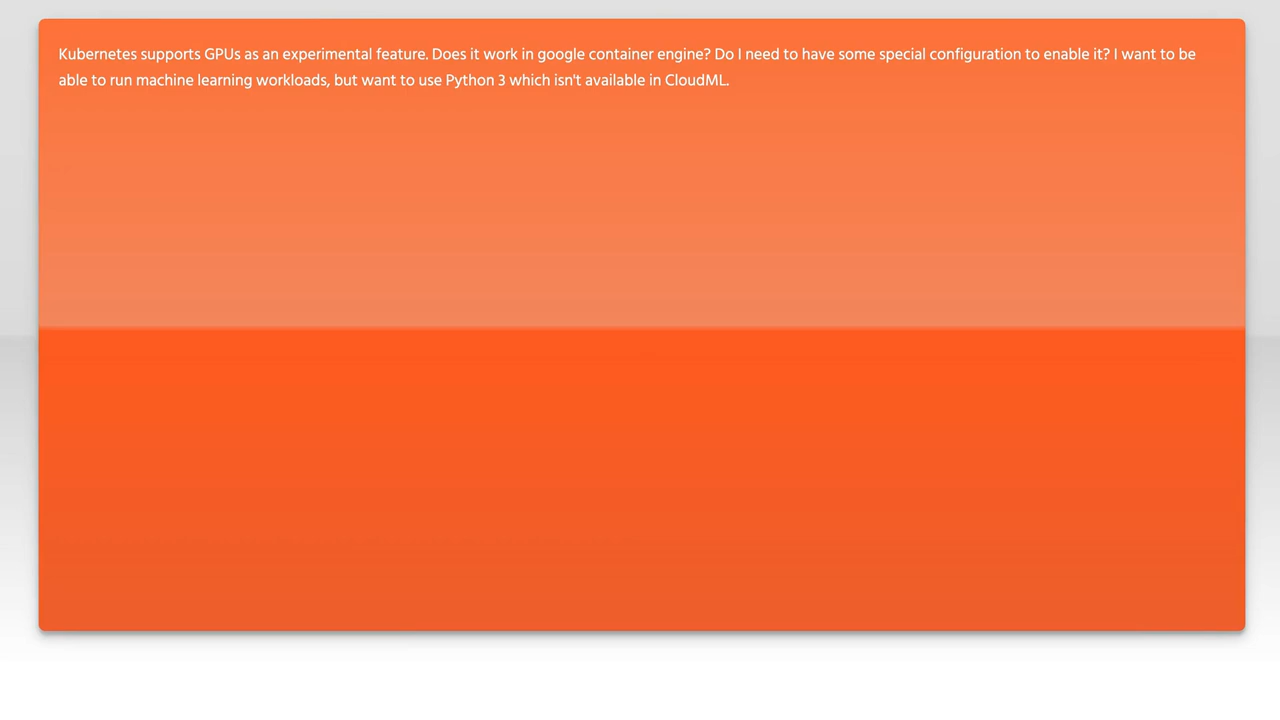 Kubernetes supports GPUs as an experimental feature. Does it work in google container engine? Do I need to have some special configuration to enable it? I want to be
able to run machine learning workloads, but want to use Python 3 which isn't available in CloudML.